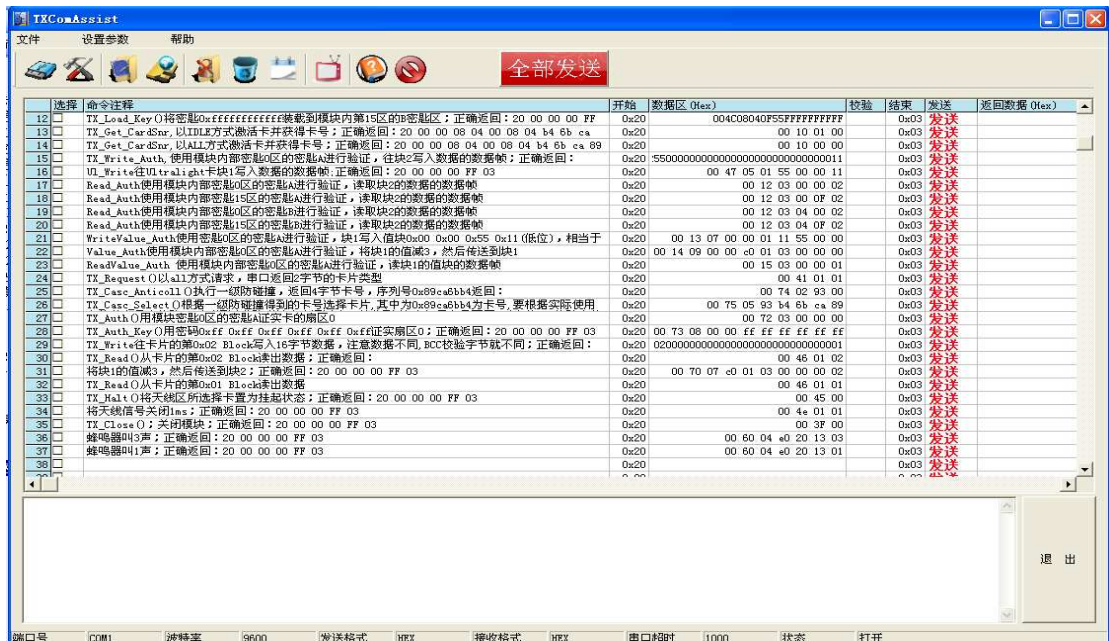 TXComAssist
文件 设置参数 帮助
全部发送
选择 命令注释 开始 数据区(Hex) 校验 结束 发送 返回数据(Hex)
12 TX_Load_Key()将密匙0xffffffffffff装载到模块内第15区的B密匙区；正确返回：20 00 00 00 FF 0x20 004C08040F55FFFFFFFFFF 0x03 发送
13 TX_Get_CardSnr,以IDLE方式激活卡并获得卡号；正确返回：20 00 00 08 04 00 08 04 b4 6b ca 0x20 00 10 01 00 0x03 发送
14 TX_Get_CardSnr,以ALL方式激活卡并获得卡号；正确返回：20 00 00 08 04 00 08 04 b4 6b ca 89 0x20 00 10 00 00 0x03 发送
15 TX_Write_Auth,使用模块内部密匙0区的密匙A进行验证，往块2写入数据的数据帧；正确返回： 0x20 0x03 发送
16 Ul_Write往Ultralight卡块1写入数据的数据帧;正确返回：20 00 00 00 FF 03 0x20 00 47 05 01 55 00 00 11 0x03 发送
17 Read_Auth使用模块内部密匙0区的密匙A进行验证，读取块2的数据的数据帧 0x20 00 12 03 00 00 02 0x03 发送
18 Read_Auth使用模块内部密匙15区的密匙A进行验证，读取块2的数据的数据帧 0x20 00 12 03 00 0F 02 0x03 发送
19 Read_Auth使用模块内部密匙0区的密匙B进行验证，读取块2的数据的数据帧 0x20 00 12 03 04 00 02 0x03 发送
20 Read_Auth使用模块内部密匙15区的密匙B进行验证，读取块2的数据的数据帧 0x20 00 12 03 04 0F 02 0x03 发送
21 WriteValue_Auth使用密匙0区的密匙A进行验证，块1写入值块0x00 0x00 0x55 0x11(低位)，相当于 0x20 00 13 07 00 00 01 11 55 00 00 0x03 发送
22 Value_Auth使用模块内部密匙0区的密匙A进行验证，将块1的值减3，然后传送到块1 0x20 00 14 09 00 00 c0 01 03 00 00 00 0x03 发送
23 ReadValue_Auth 使用模块内部密匙0区的密匙A进行验证，读块1的值块的数据帧 0x20 00 15 03 00 00 01 0x03 发送
24 TX_Request()以all方式请求，串口返回2字节的卡片类型 0x20 00 41 01 01 0x03 发送
25 TX_Casc_Anticoll()执行一级防碰撞，返回4字节卡号，序列号0x89ca6bb4返回： 0x20 00 74 02 93 00 0x03 发送
26 TX_Casc_Select()根据一级防碰撞得到的卡号选择卡片,其中为0x89ca6bb4为卡号,要根据实际使用 0x20 00 75 05 93 b4 6b ca 89 0x03 发送
27 TX_Auth()用模块密匙0区的密匙A证实卡的扇区0 0x20 00 72 03 00 00 00 0x03 发送
28 TX_Auth_Key()用密码0xff 0xff 0xff 0xff 0xff 0xff证实扇区0；正确返回：20 00 00 00 FF 03 0x20 00 73 08 00 00 ff ff ff ff ff ff 0x03 发送
29 TX_Write往卡片的第0x02 Block写入16字节数据，注意数据不同,BCC校验字节就不同；正确返回： 0x20 0x03 发送
30 TX_Read()从卡片的第0x02 Block读出数据；正确返回： 0x20 00 46 01 02 0x03 发送
31 将块1的值减3，然后传送到块2；正确返回：20 00 00 00 FF 03 0x20 00 70 07 c0 01 03 00 00 00 02 0x03 发送
32 TX_Read()从卡片的第0x01 Block读出数据 0x20 00 46 01 01 0x03 发送
33 TX_Halt()将天线区所选择卡置为挂起状态；正确返回：20 00 00 00 FF 03 0x20 00 45 00 0x03 发送
34 将天线信号关闭1ms；正确返回：20 00 00 00 FF 03 0x20 00 4e 01 01 0x03 发送
35 TX_Close()；关闭模块；正确返回：20 00 00 00 FF 03 0x20 00 3F 00 0x03 发送
36 蜂鸣器叫3声；正确返回：20 00 00 00 FF 03 0x20 00 60 04 e0 20 13 03 0x03 发送
37 蜂鸣器叫1声；正确返回：20 00 00 00 FF 03 0x20 00 60 04 e0 20 13 01 0x03 发送
38 0x20 0x03 发送
退 出
端口号 COM1 波特率 9600 发送格式 HEX 接收格式 HEX 串口超时 1000 状态 打开